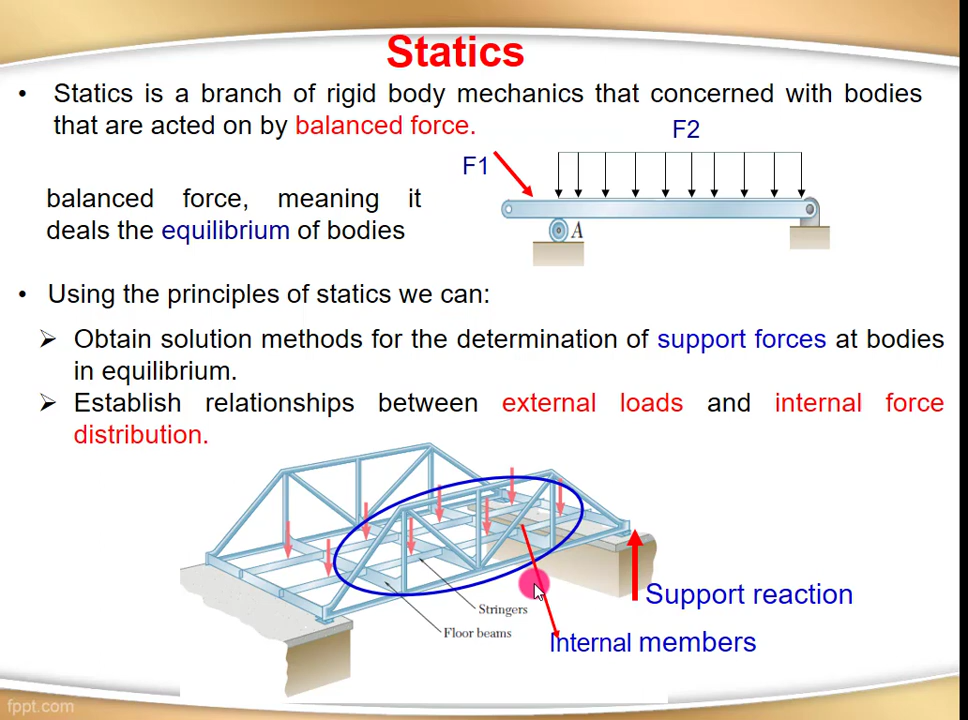 Statics
• Statics is a branch of rigid body mechanics that concerned with bodies
that are acted on by balanced force.
F2
F1
balanced force, meaning it
deals the equilibrium of bodies
A
• Using the principles of statics we can:
➢ Obtain solution methods for the determination of support forces at bodies
in equilibrium.
➢ Establish relationships between external loads and internal force
distribution.
Support reaction
Stringers
Floor beams
Internal members
fppt.com